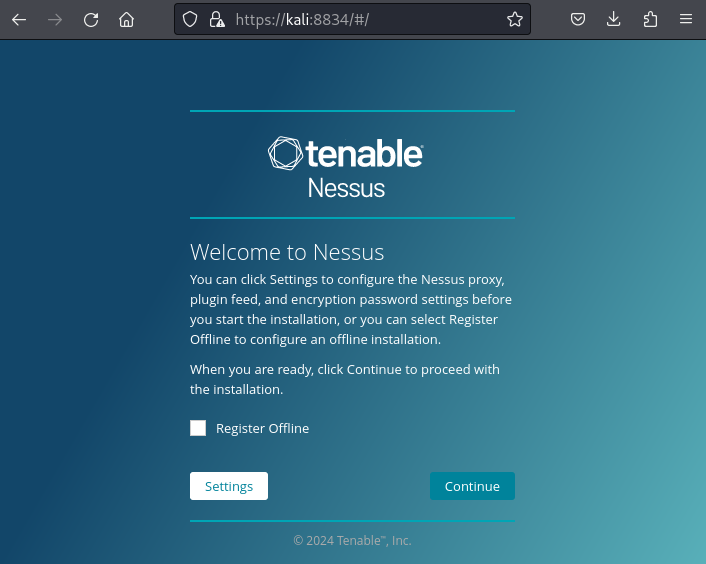 https://kali:8834/#/
tenable®
Nessus
Welcome to Nessus
You can click Settings to configure the Nessus proxy,
plugin feed, and encryption password settings before
you start the installation, or you can select Register
Offline to configure an offline installation.
When you are ready, click Continue to proceed with
the installation.
Register Offline
Settings
Continue
© 2024 Tenable™, Inc.